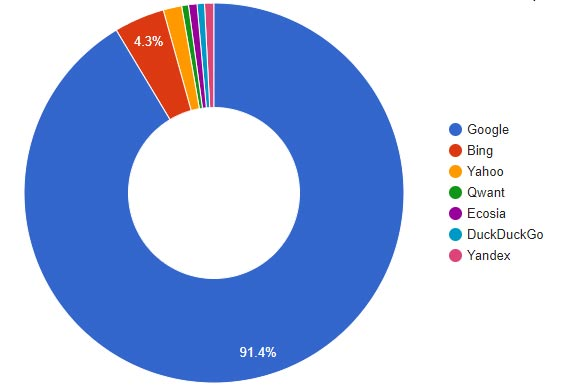 4.3%
Google
Bing
Yahoo
Qwant
Ecosia
DuckDuckGo
Yandex
91.4%